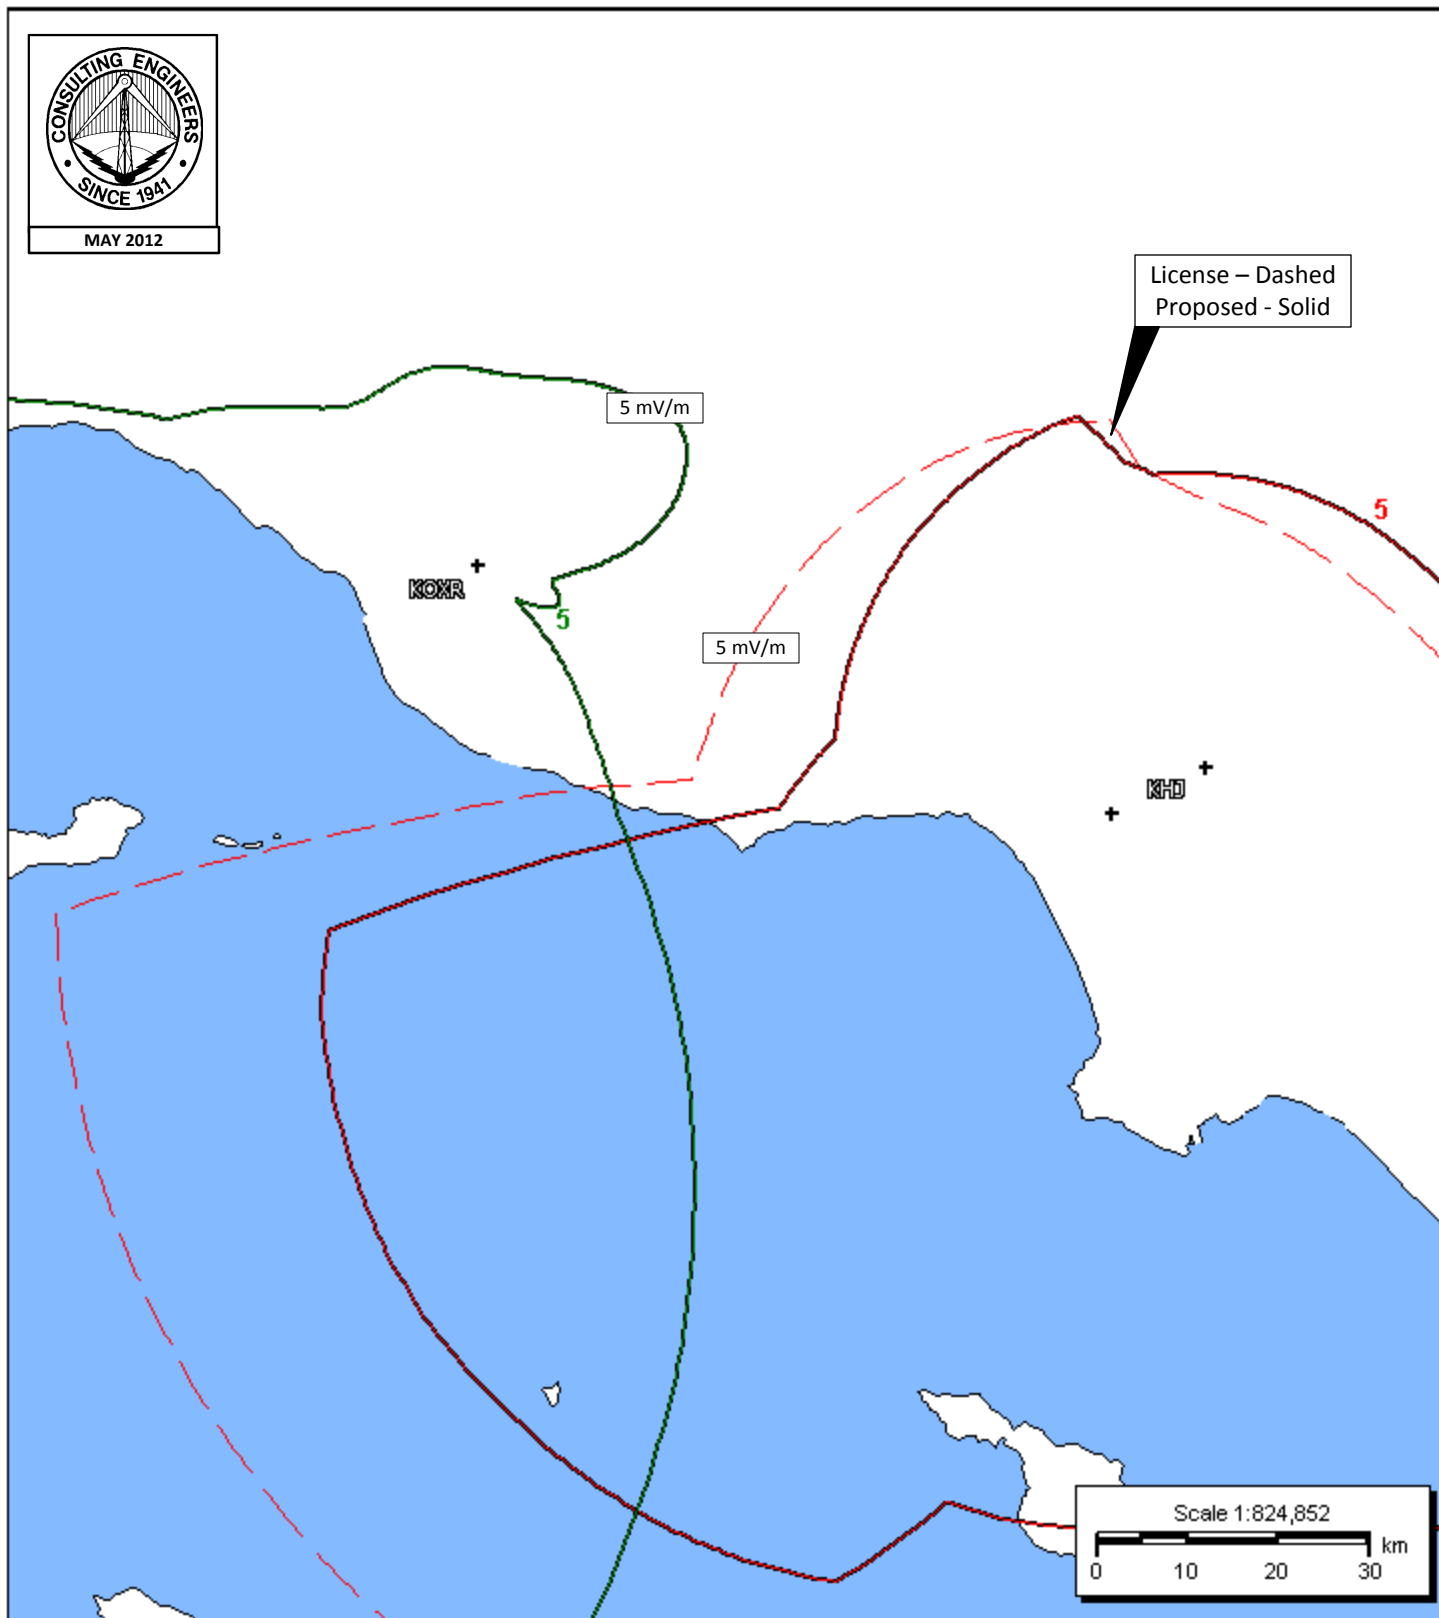 CONSULTING ENGINEERS
SINCE 1941
MAY 2012
License – Dashed
Proposed - Solid
5 mV/m
5
KOXR
5
5 mV/m
KHJ
Scale 1:824,852
km
0 10 20 30